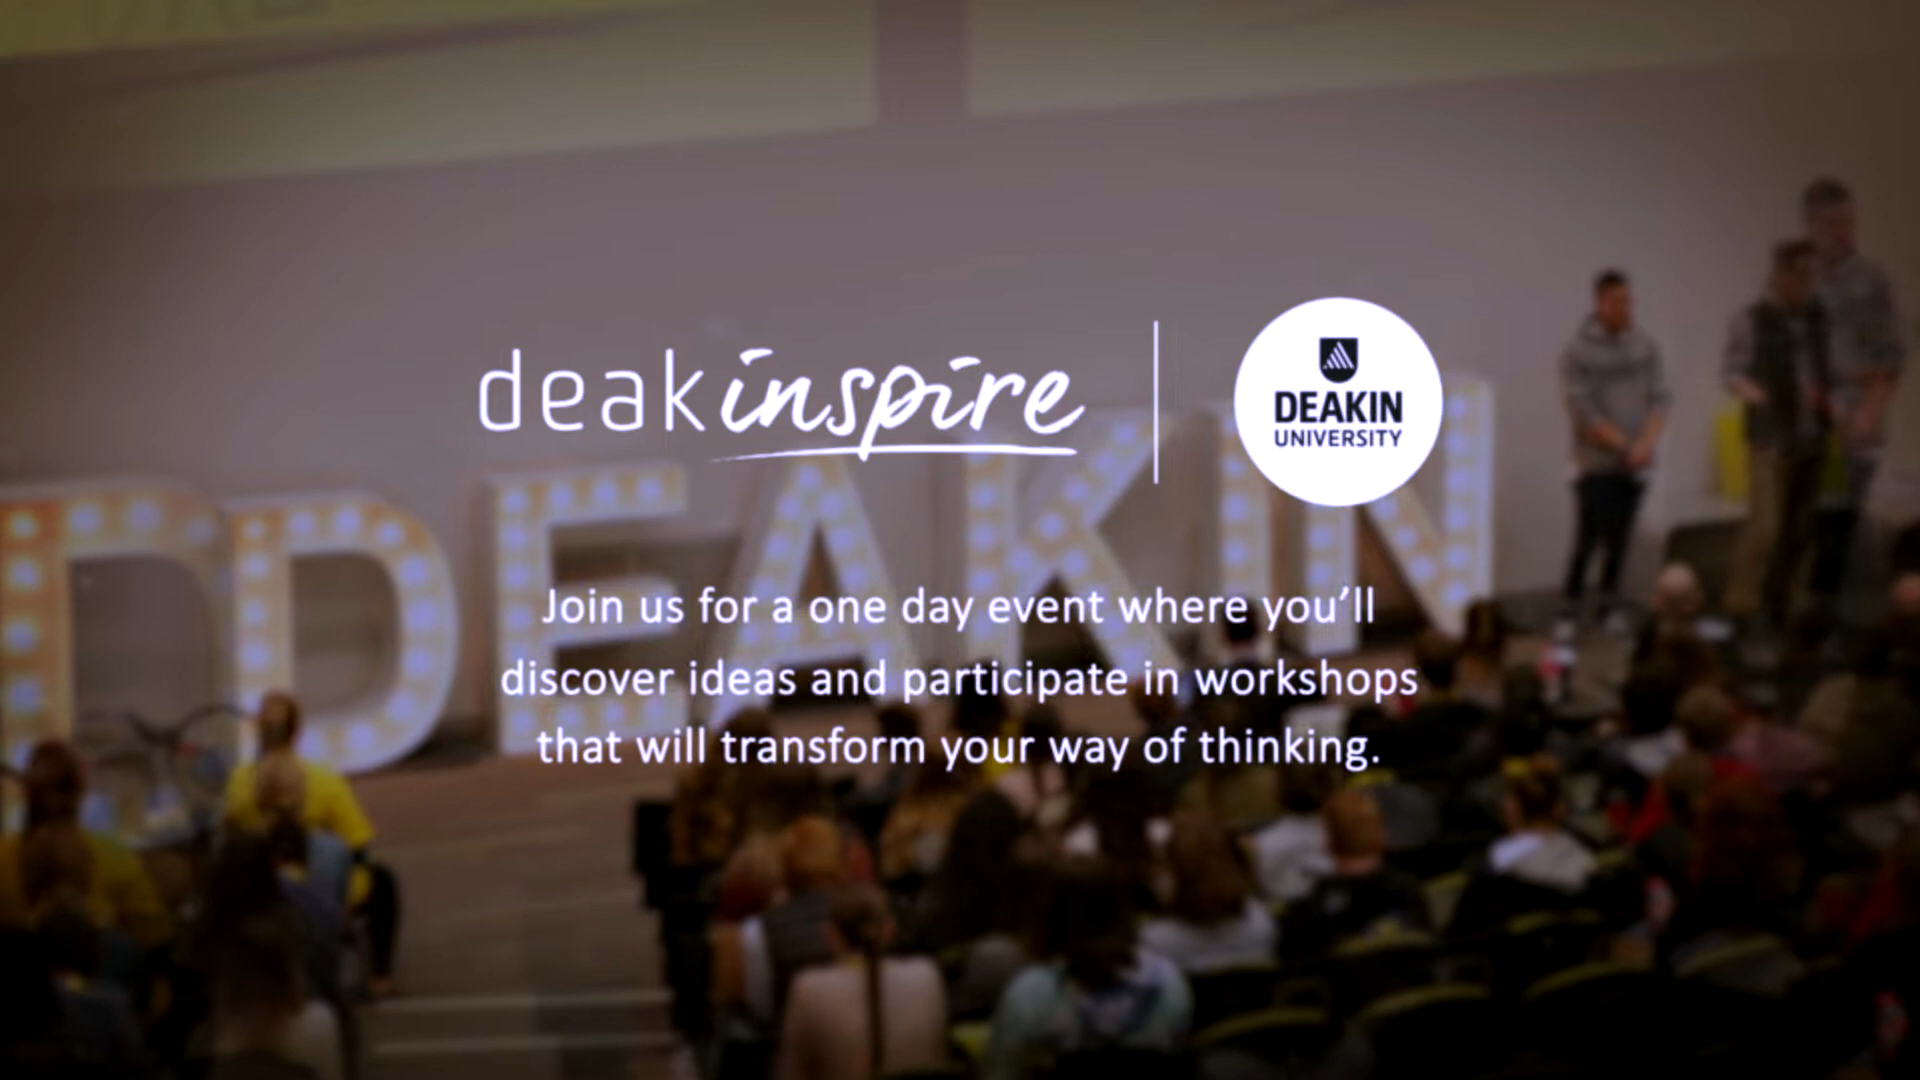 deakinspire
DEAKIN
UNIVERSITY
DEAKIN
Join us for a one day event where you’ll
discover ideas and participate in workshops
that will transform your way of thinking.